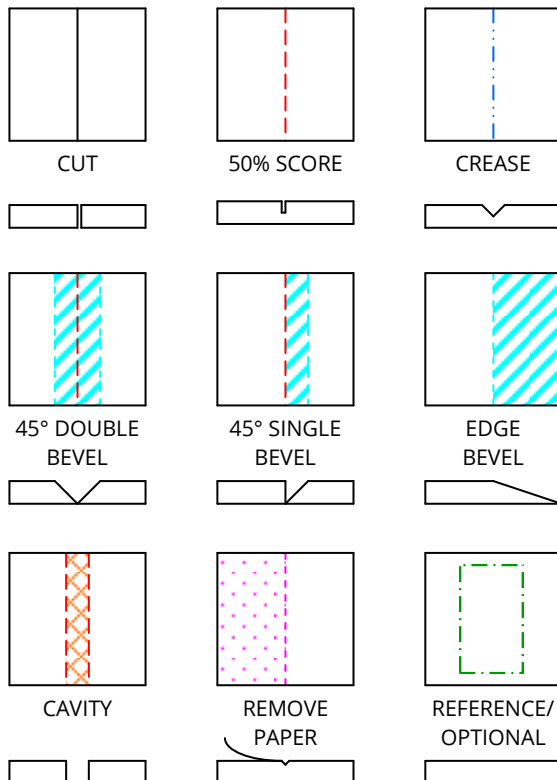 CUT
50% SCORE
CREASE
45° DOUBLE
BEVEL
45° SINGLE
BEVEL
EDGE
BEVEL
CAVITY
REMOVE
PAPER
REFERENCE/
OPTIONAL